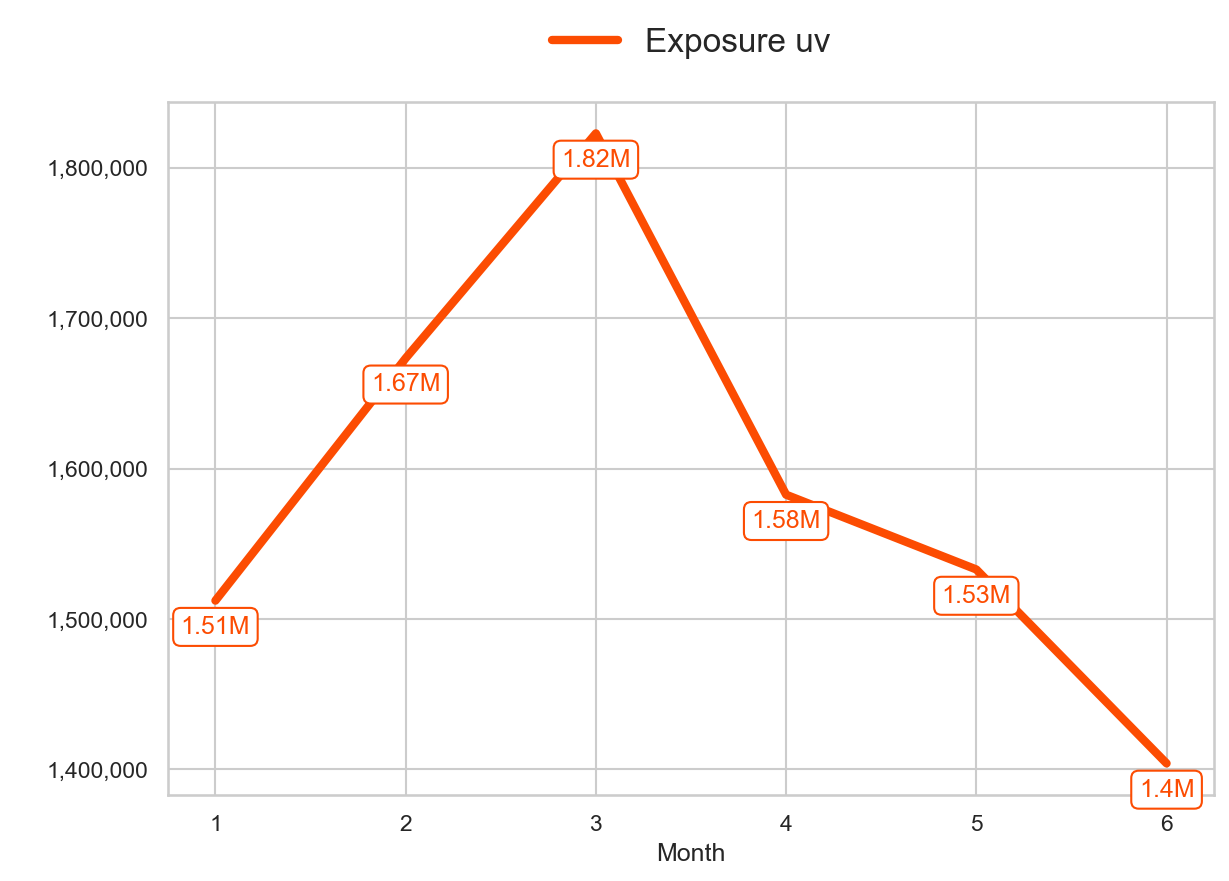 Exposure uv
1,800,000
1.82M
1,700,000
1.67M
1,600,000
1.58M
1.53M
1,500,000
1.51M
1,400,000
1.4M
1 2 3 4 5 6
Month